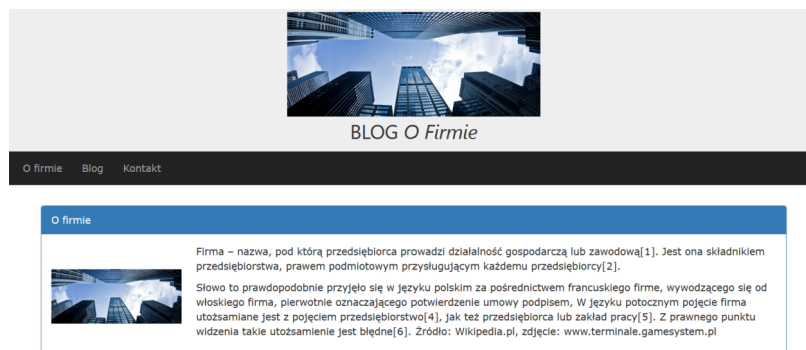 BLOG O Firmie
O firmie Blog Kontakt
O firmie
Firma – nazwa, pod którą przedsiębiorca prowadzi działalność gospodarczą lub zawodową[1]. Jest ona składnikiem
przedsiębiorstwa, prawem podmiotowym przysługującym każdemu przedsiębiorcy[2].
Słowo to prawdopodobnie przyjęło się w języku polskim za pośrednictwem francuskiego firme, wywodzącego się od
włoskiego firma, pierwotnie oznaczającego potwierdzenie umowy podpisem, W języku potocznym pojęcie firma
utożsamiane jest z pojęciem przedsiębiorstwo[4], jak też przedsiębiorca lub zakład pracy[5]. Z prawnego punktu
widzenia takie utożsamienie jest błędne[6]. Źródło: Wikipedia.pl, zdjęcie: www.terminale.gamesystem.pl